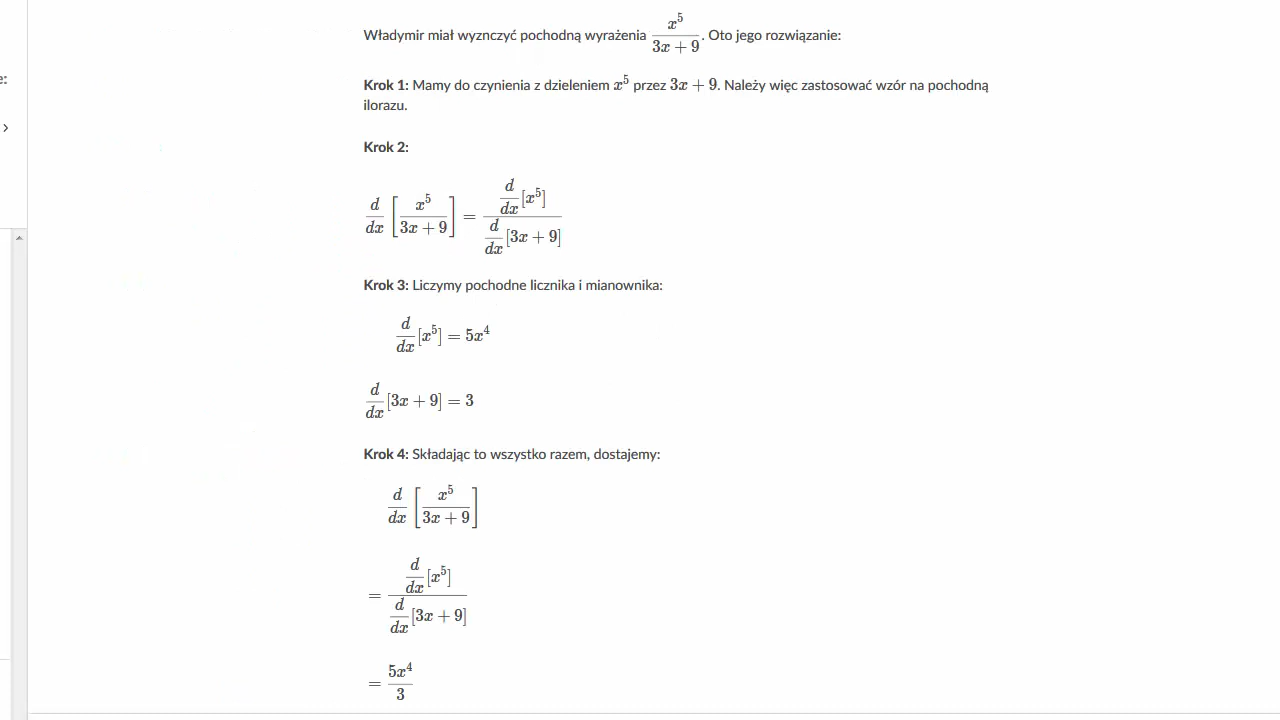 Władymir miał wyznczyć pochodną wyrażenia x^5/(3x + 9). Oto jego rozwiązanie:
e:
Krok 1: Mamy do czynienia z dzieleniem x^5 przez 3x + 9. Należy więc zastosować wzór na pochodną
ilorazu.
Krok 2:
d/dx [x^5/(3x + 9)] = (d/dx [x^5])/(d/dx [3x + 9])
Krok 3: Liczymy pochodne licznika i mianownika:
d/dx [x^5] = 5x^4
d/dx [3x + 9] = 3
Krok 4: Składając to wszystko razem, dostajemy:
d/dx [x^5/(3x + 9)]
= (d/dx [x^5])/(d/dx [3x + 9])
= 5x^4/3